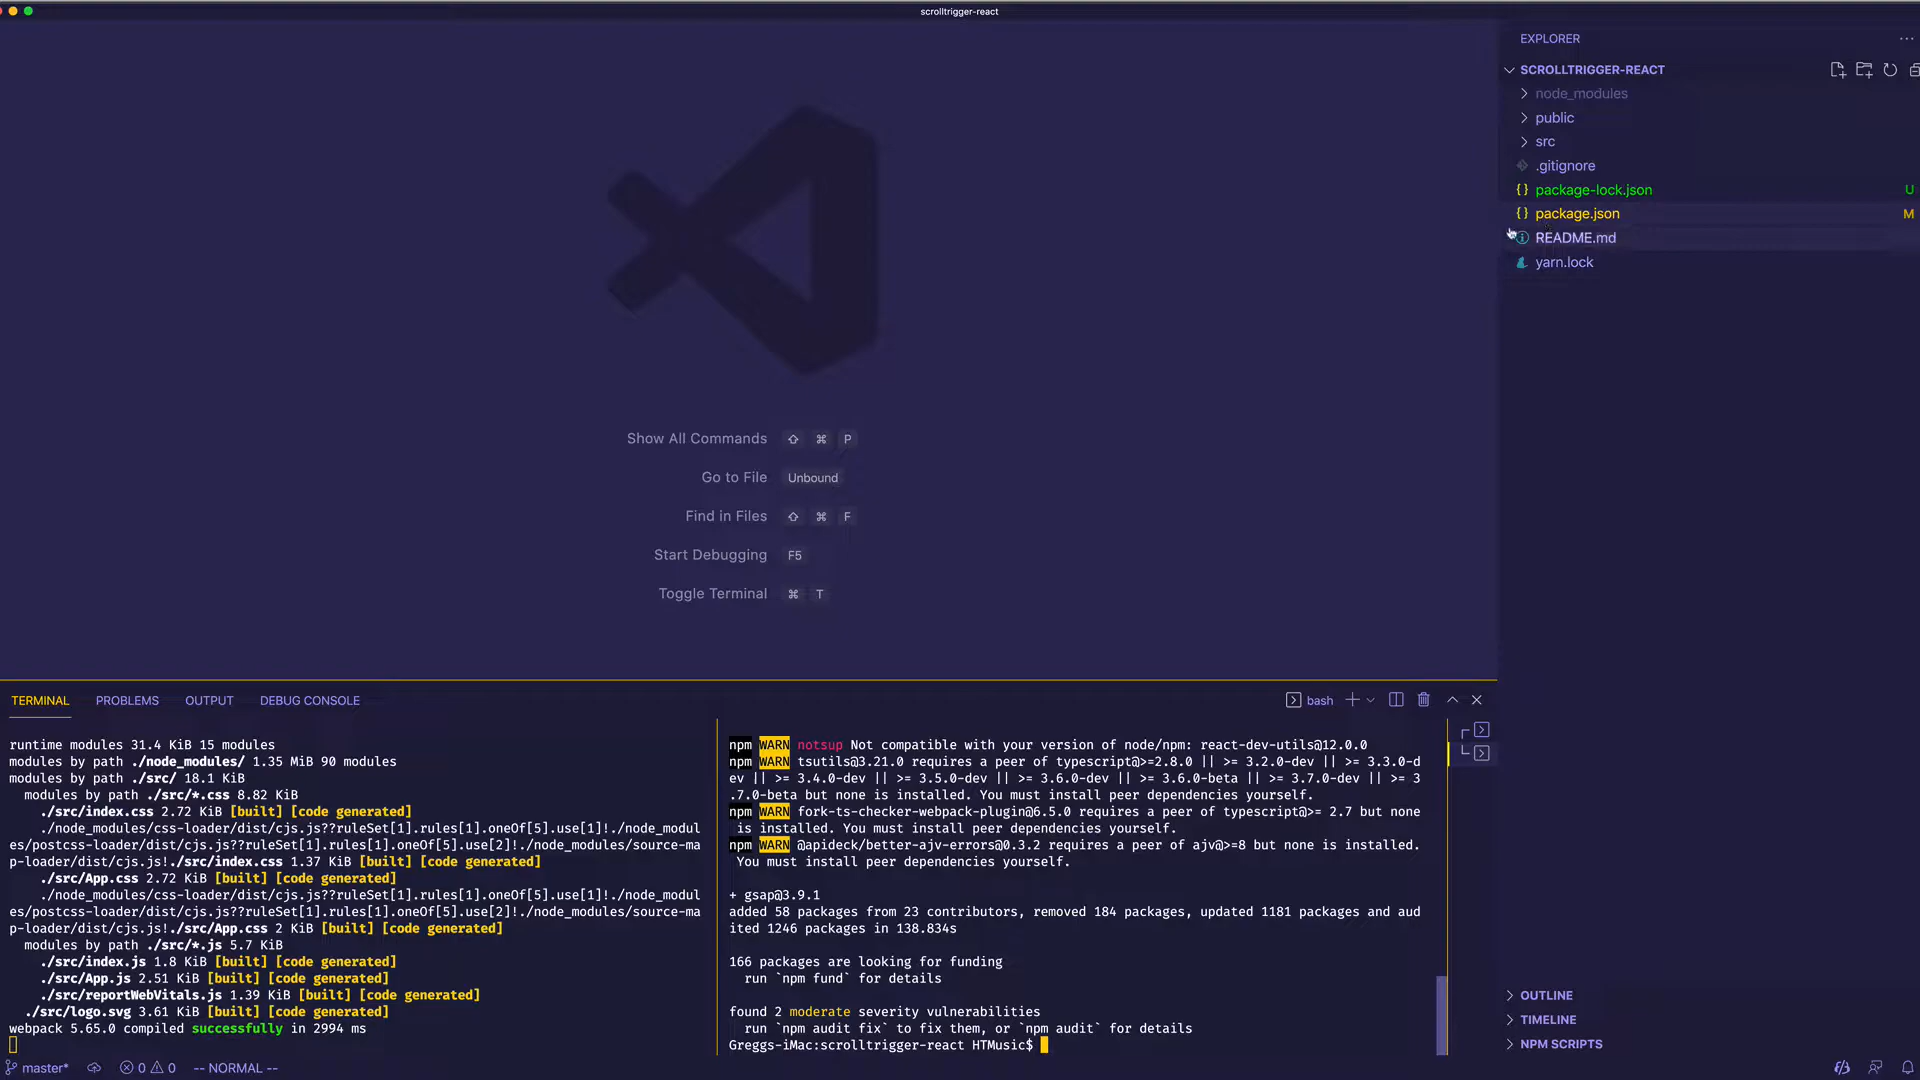 scrolltrigger-react
EXPLORER
SCROLLTRIGGER-REACT
node_modules
public
src
.gitignore
{} package-lock.json U
{} package.json M
README.md
yarn.lock
Show All Commands ⇧ ⌘ P
Go to File Unbound
Find in Files ⇧ ⌘ F
Start Debugging F5
Toggle Terminal ⌘ T
TERMINAL PROBLEMS OUTPUT DEBUG CONSOLE
bash
runtime modules 31.4 KiB 15 modules
modules by path ./node_modules/ 1.35 MiB 90 modules
modules by path ./src/ 18.1 KiB
modules by path ./src/*.css 8.82 KiB
./src/index.css 2.72 KiB [built] [code generated]
./node_modules/css-loader/dist/cjs.js??ruleSet[1].rules[1].oneOf[5].use[1]!./node_modul
es/postcss-loader/dist/cjs.js??ruleSet[1].rules[1].oneOf[5].use[2]!./node_modules/source-ma
p-loader/dist/cjs.js!./src/index.css 1.37 KiB [built] [code generated]
./src/App.css 2.72 KiB [built] [code generated]
./node_modules/css-loader/dist/cjs.js??ruleSet[1].rules[1].oneOf[5].use[1]!./node_modul
es/postcss-loader/dist/cjs.js??ruleSet[1].rules[1].oneOf[5].use[2]!./node_modules/source-ma
p-loader/dist/cjs.js!./src/App.css 2 KiB [built] [code generated]
modules by path ./src/*.js 5.7 KiB
./src/index.js 1.8 KiB [built] [code generated]
./src/App.js 2.51 KiB [built] [code generated]
./src/reportWebVitals.js 1.39 KiB [built] [code generated]
./src/logo.svg 3.61 KiB [built] [code generated]
webpack 5.65.0 compiled successfully in 2994 ms
npm WARN notsup Not compatible with your version of node/npm: react-dev-utils@12.0.0
npm WARN tsutils@3.21.0 requires a peer of typescript@>=2.8.0 || >= 3.2.0-dev || >= 3.3.0-d
ev || >= 3.4.0-dev || >= 3.5.0-dev || >= 3.6.0-dev || >= 3.6.0-beta || >= 3.7.0-dev || >= 3
.7.0-beta but none is installed. You must install peer dependencies yourself.
npm WARN fork-ts-checker-webpack-plugin@6.5.0 requires a peer of typescript@>= 2.7 but none
is installed. You must install peer dependencies yourself.
npm WARN @apideck/better-ajv-errors@0.3.2 requires a peer of ajv@>=8 but none is installed.
You must install peer dependencies yourself.
+ gsap@3.9.1
added 58 packages from 23 contributors, removed 184 packages, updated 1181 packages and aud
ited 1246 packages in 138.834s
166 packages are looking for funding
run `npm fund` for details
found 2 moderate severity vulnerabilities
run `npm audit fix` to fix them, or `npm audit` for details
Greggs-iMac:scrolltrigger-react HTMusic$
OUTLINE
TIMELINE
NPM SCRIPTS
master* 0 0 -- NORMAL --